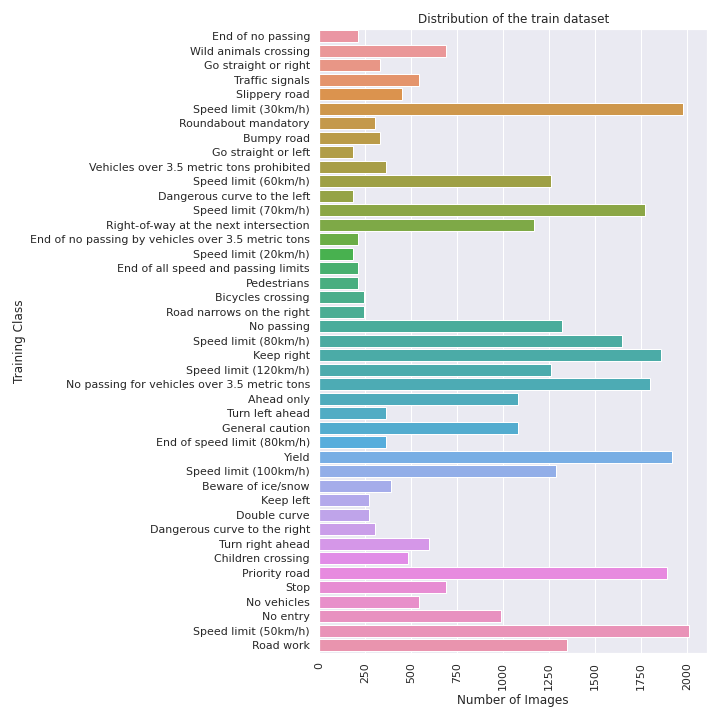 Distribution of the train dataset
End of no passing
Wild animals crossing
Go straight or right
Traffic signals
Slippery road
Speed limit (30km/h)
Roundabout mandatory
Bumpy road
Go straight or left
Vehicles over 3.5 metric tons prohibited
Speed limit (60km/h)
Dangerous curve to the left
Speed limit (70km/h)
Right-of-way at the next intersection
End of no passing by vehicles over 3.5 metric tons
Speed limit (20km/h)
End of all speed and passing limits
Pedestrians
Bicycles crossing
Road narrows on the right
No passing
Speed limit (80km/h)
Keep right
Speed limit (120km/h)
No passing for vehicles over 3.5 metric tons
Ahead only
Turn left ahead
General caution
End of speed limit (80km/h)
Yield
Speed limit (100km/h)
Beware of ice/snow
Keep left
Double curve
Dangerous curve to the right
Turn right ahead
Children crossing
Priority road
Stop
No vehicles
No entry
Speed limit (50km/h)
Road work
Training Class
0 250 500 750 1000 1250 1500 1750 2000
Number of Images